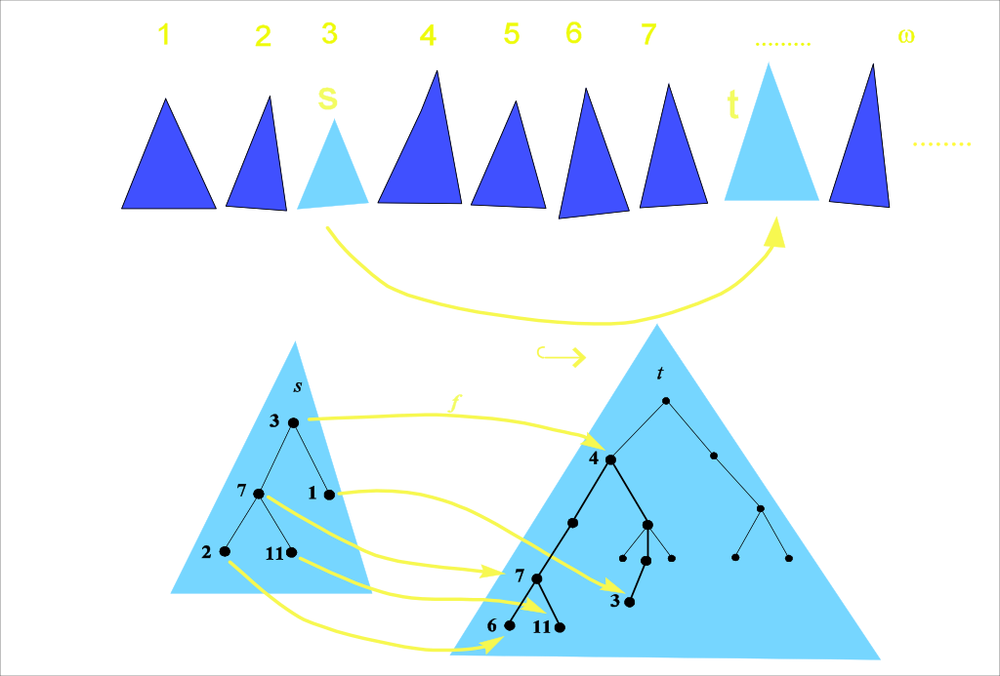 1 2 3 4 5 6 7 ......... ω
s t ........
s t
f
3 4
7 1
2 11 7
3
6 11